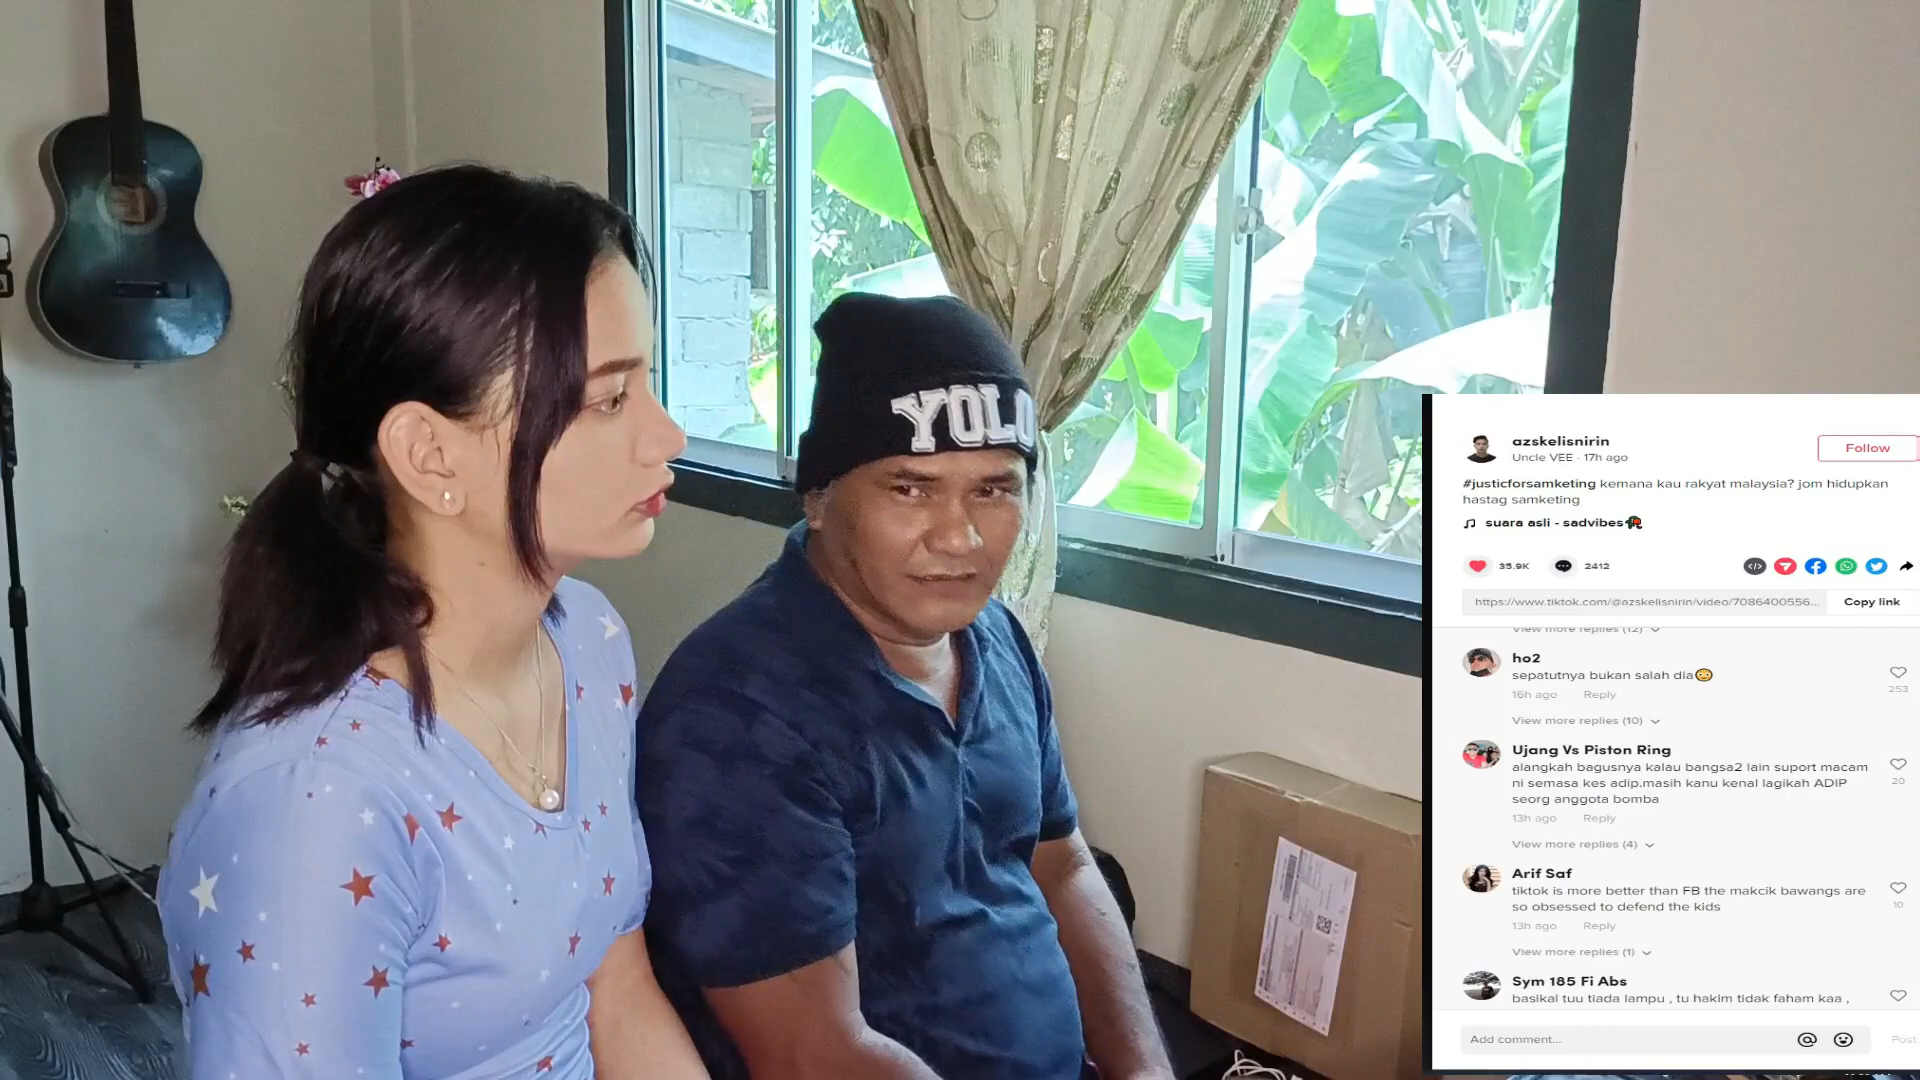 YOLO
azskelisnirin
Uncle VEE · 17h ago
Follow
#justicforsamketing kemana kau rakyat malaysia? jom hidupkan
hastag samketing
suara asli - sadvibes
35.9K
2412
https://www.tiktok.com/@azskelisnirin/video/7086400556...
Copy link
View more replies (12)
ho2
sepatutnya bukan salah dia😳
253
16h ago Reply
View more replies (10)
Ujang Vs Piston Ring
alangkah bagusnya kalau bangsa2 lain suport macam
ni semasa kes adip.masih kanu kenal lagikah ADIP
seorg anggota bomba
20
13h ago Reply
View more replies (4)
Arif Saf
tiktok is more better than FB the makcik bawangs are
so obsessed to defend the kids
10
13h ago Reply
View more replies (1)
Sym 185 Fi Abs
basikal tuu tiada lampu , tu hakim tidak faham kaa ,
Add comment...
Post